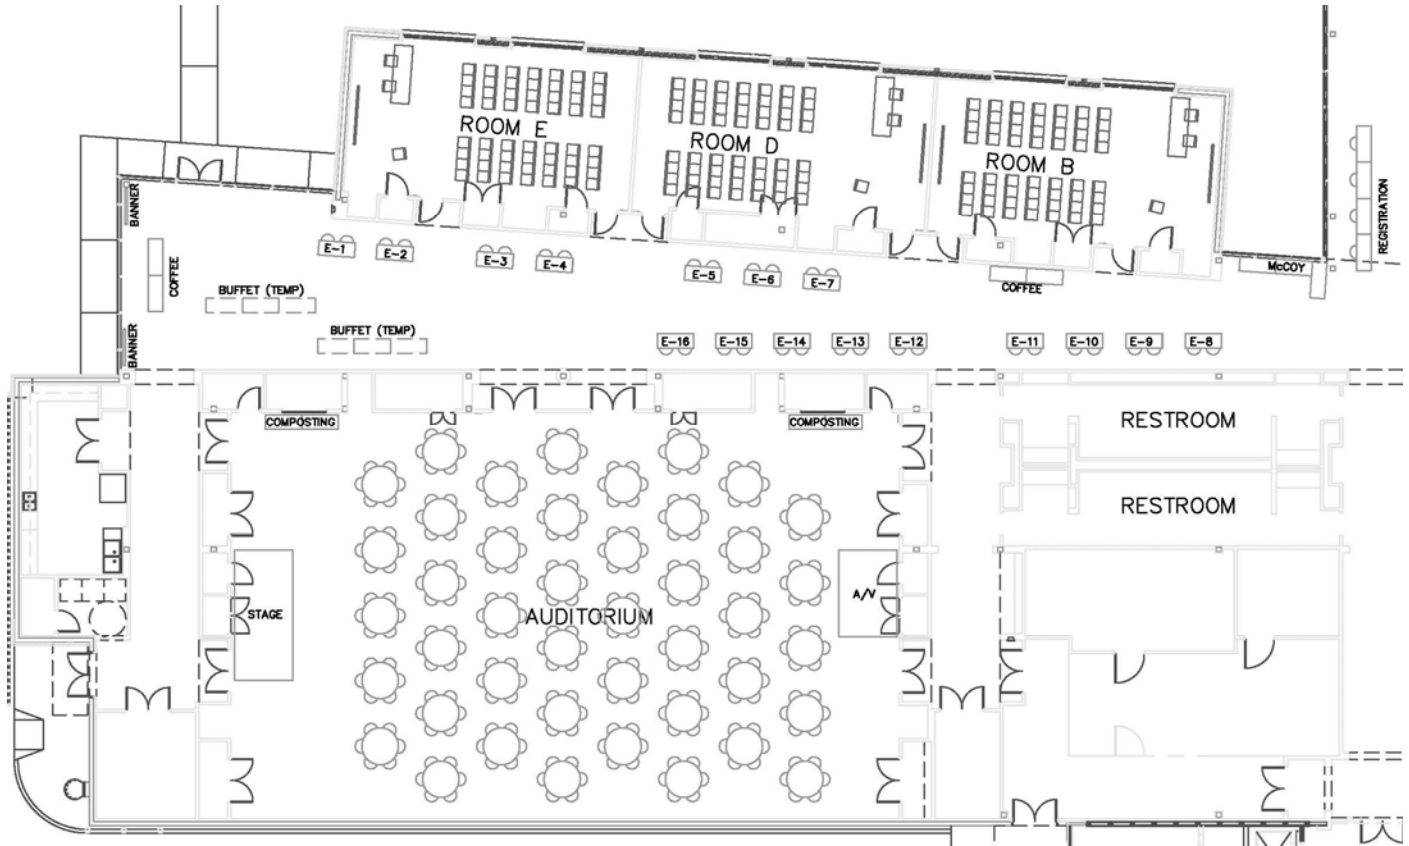 ROOM E
ROOM D
ROOM B
BANNER
REGISTRATION
E-1
E-2
E-3
E-4
E-5
E-6
E-7
McCOY
COFFEE
COFFEE
BUFFET (TEMP)
BUFFET (TEMP)
BANNER
E-16
E-15
E-14
E-13
E-12
E-11
E-10
E-9
E-8
COMPOSTING
COMPOSTING
RESTROOM
RESTROOM
STAGE
AUDITORIUM
A/V